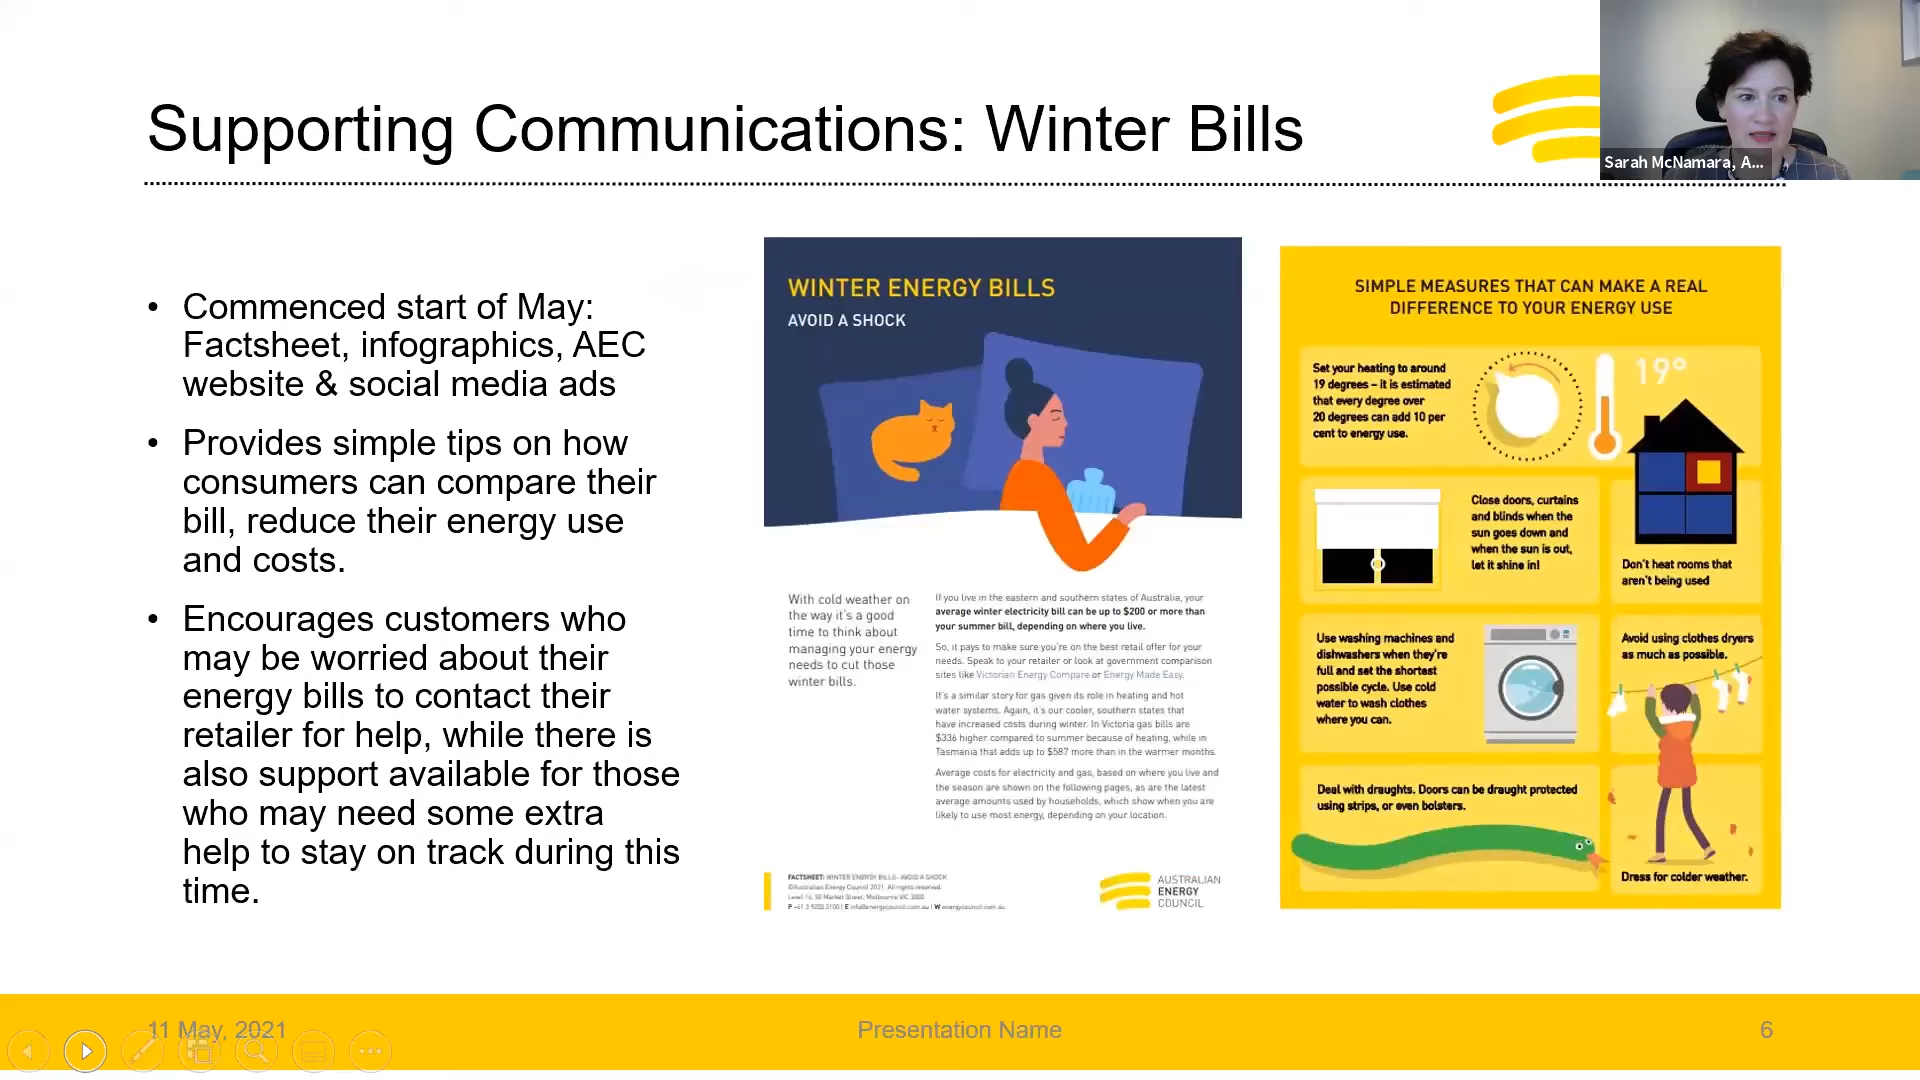 Supporting Communications: Winter Bills
Sarah McNamara, A...
• Commenced start of May:
Factsheet, infographics, AEC
website & social media ads
• Provides simple tips on how
consumers can compare their
bill, reduce their energy use
and costs.
• Encourages customers who
may be worried about their
energy bills to contact their
retailer for help, while there is
also support available for those
who may need some extra
help to stay on track during this
time.
WINTER ENERGY BILLS
AVOID A SHOCK
With cold weather on
the way it's a good
time to think about
managing your energy
needs to cut those
winter bills.
If you live in the eastern and southern states of Australia, your
average winter electricity bill can be up to $200 or more than
your summer bill, depending on where you live.
So, it pays to make sure you're on the best retail offer for your
needs. Speak to your retailer or look at government comparison
sites like Victorian Energy Compare or Energy Made Easy.
It's a similar story for gas given its role in heating and hot
water systems. Again, it's our cooler, southern states that
have increased costs during winter. In Victoria gas bills are
$336 higher compared to summer because of heating, while in
Tasmania that adds up to $587 more than in the warmer months.
Average costs for electricity and gas, based on where you live and
the season are shown on the following pages, as are the latest
average amounts used by households, which show when you are
likely to use most energy, depending on your location.
FACTSHEET: WINTER ENERGY BILLS- AVOID A SHOCK
©Australian Energy Council 2021. All rights reserved.
Level 14, 50 Market Street, Melbourne VIC 3000
P +61 3 9205 3100 | E info@energycouncil.com.au | W energycouncil.com.au
AUSTRALIAN
ENERGY
COUNCIL
SIMPLE MEASURES THAT CAN MAKE A REAL
DIFFERENCE TO YOUR ENERGY USE
Set your heating to around
19 degrees – it is estimated
that every degree over
20 degrees can add 10 per
cent to energy use.
19°
Close doors, curtains
and blinds when the
sun goes down and
when the sun is out,
let it shine in!
Don't heat rooms that
aren't being used
Use washing machines and
dishwashers when they're
full and set the shortest
possible cycle. Use cold
water to wash clothes
where you can.
Avoid using clothes dryers
as much as possible.
Deal with draughts. Doors can be draught protected
using strips, or even bolsters.
Dress for colder weather.
11 May, 2021
Presentation Name
6